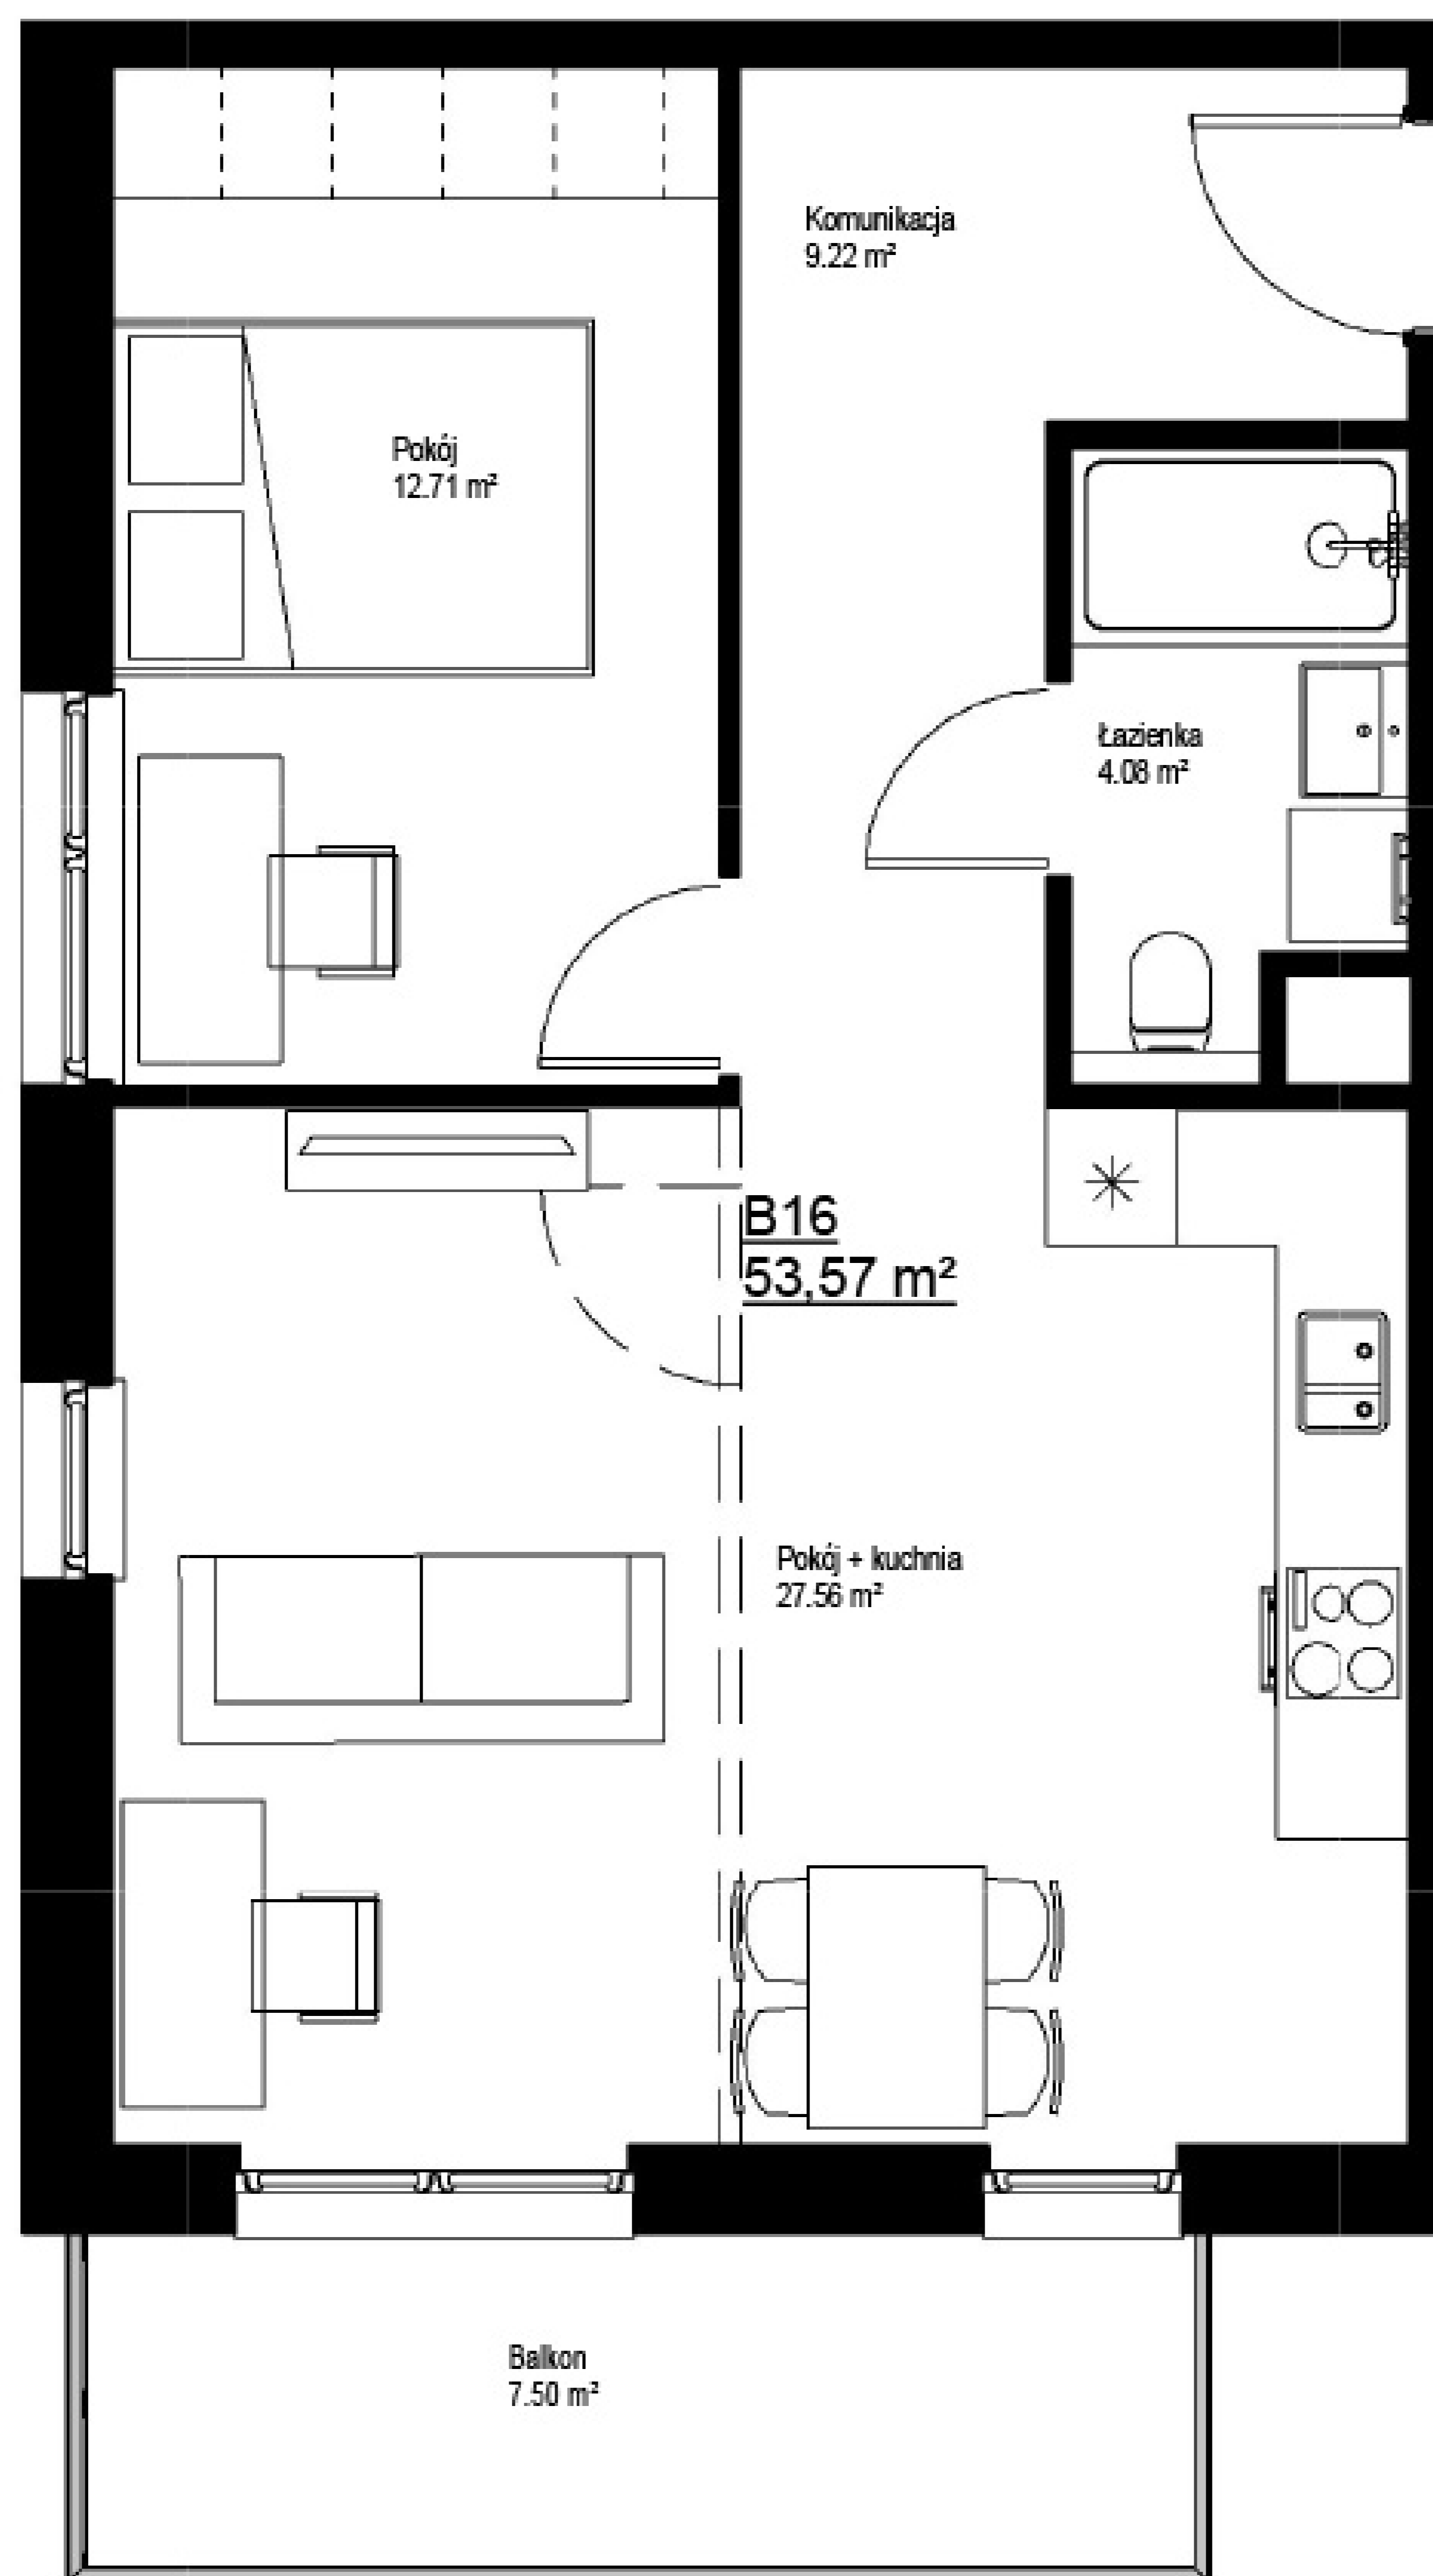 Komunikacja
9.22 m²
Pokój
12.71 m²
Łazienka
4.08 m²
B16
53,57 m²
Pokój + kuchnia
27.56 m²
Balkon
7.50 m²